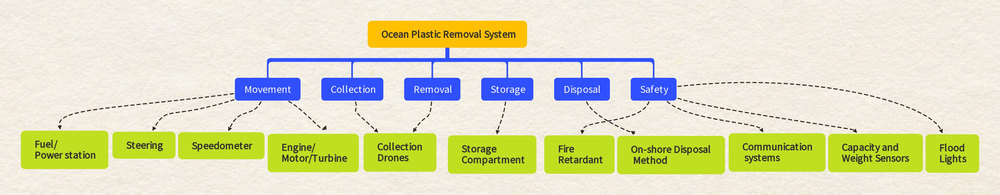 Ocean Plastic Removal System
Movement
Collection
Removal
Storage
Disposal
Safety
Fuel/
Power station
Steering
Speedometer
Engine/
Motor/Turbine
Collection
Drones
Storage
Compartment
Fire
Retardant
On-shore Disposal
Method
Communication
systems
Capacity and
Weight Sensors
Flood
Lights